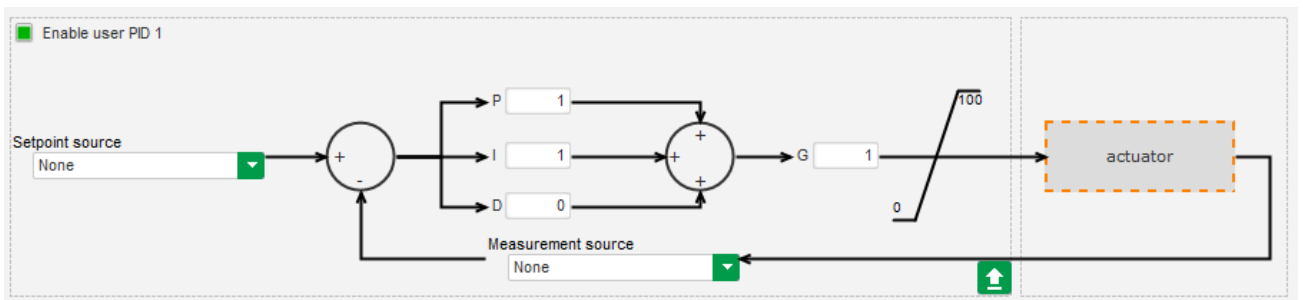 Enable user PID 1
P 1
100
Setpoint source
None
+
-
I 1
+
+
+
G 1
actuator
D 0
0
Measurement source
None